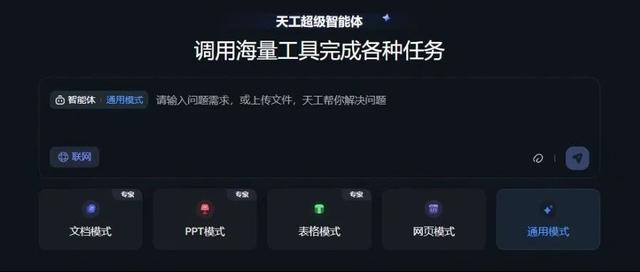 天工超级智能体
调用海量工具完成各种任务
智能体 通用模式 请输入问题需求，或上传文件，天工帮你解决问题
联网
专家 专家 专家
文档模式 PPT模式 表格模式 网页模式 通用模式